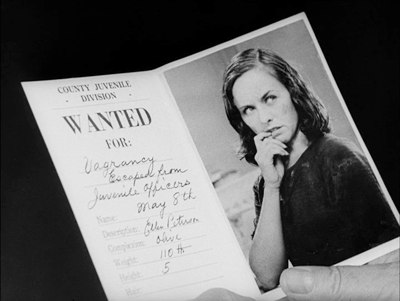 COUNTY JUVENILE
· DIVISION ·
WANTED
FOR:
Vagrancy
Escaped from
Juvenile Officers
May 8th
Name:
Ellen Peterson
Description:
Complexion: Olive
Weight: 110 lb
Height: 5
Hair: